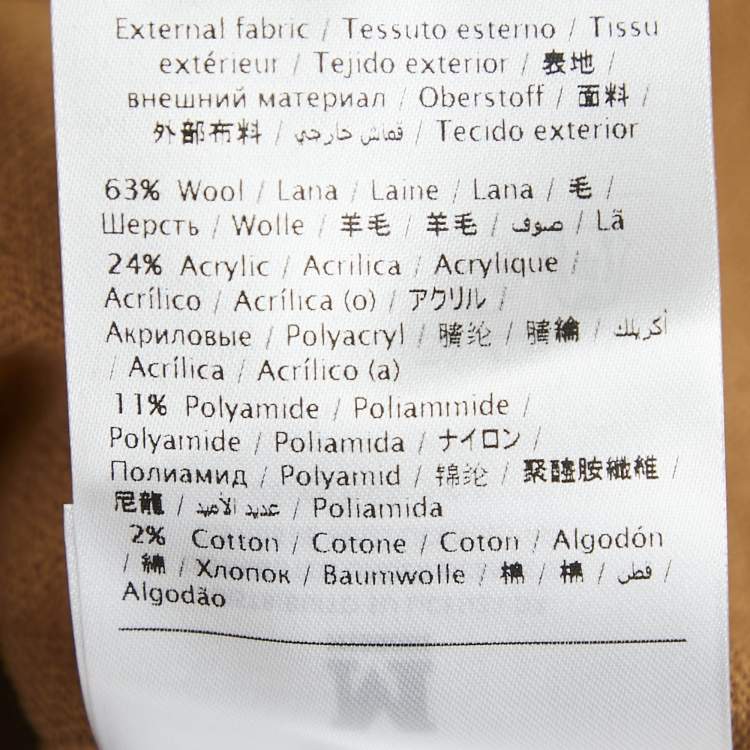 External fabric / Tessuto esterno / Tissu
extérieur / Tejido exterior / 表地 /
внешний материал / Oberstoff / 面料 /
外部布料 / قماش خارجي / Tecido exterior
63% Wool / Lana / Laine / Lana / 毛 /
Шерсть / Wolle / 羊毛 / 羊毛 / صوف / Lã
24% Acrylic / Acrilica / Acrylique /
Acrílico / Acrílica (o) / アクリル /
Акриловые / Polyacryl / 腈纶 / 腈綸 / أكريلك
/ Acrílica / Acrílico (a)
11% Polyamide / Poliammide /
Polyamide / Poliamida / ナイロン /
Полиамид / Polyamid / 锦纶 / 聚醯胺纖維 /
尼龍 / عديد الأميد / Poliamida
2% Cotton / Cotone / Coton / Algodón
/ 綿 / Хлопок / Baumwolle / 棉 / 棉 / قطن /
Algodão